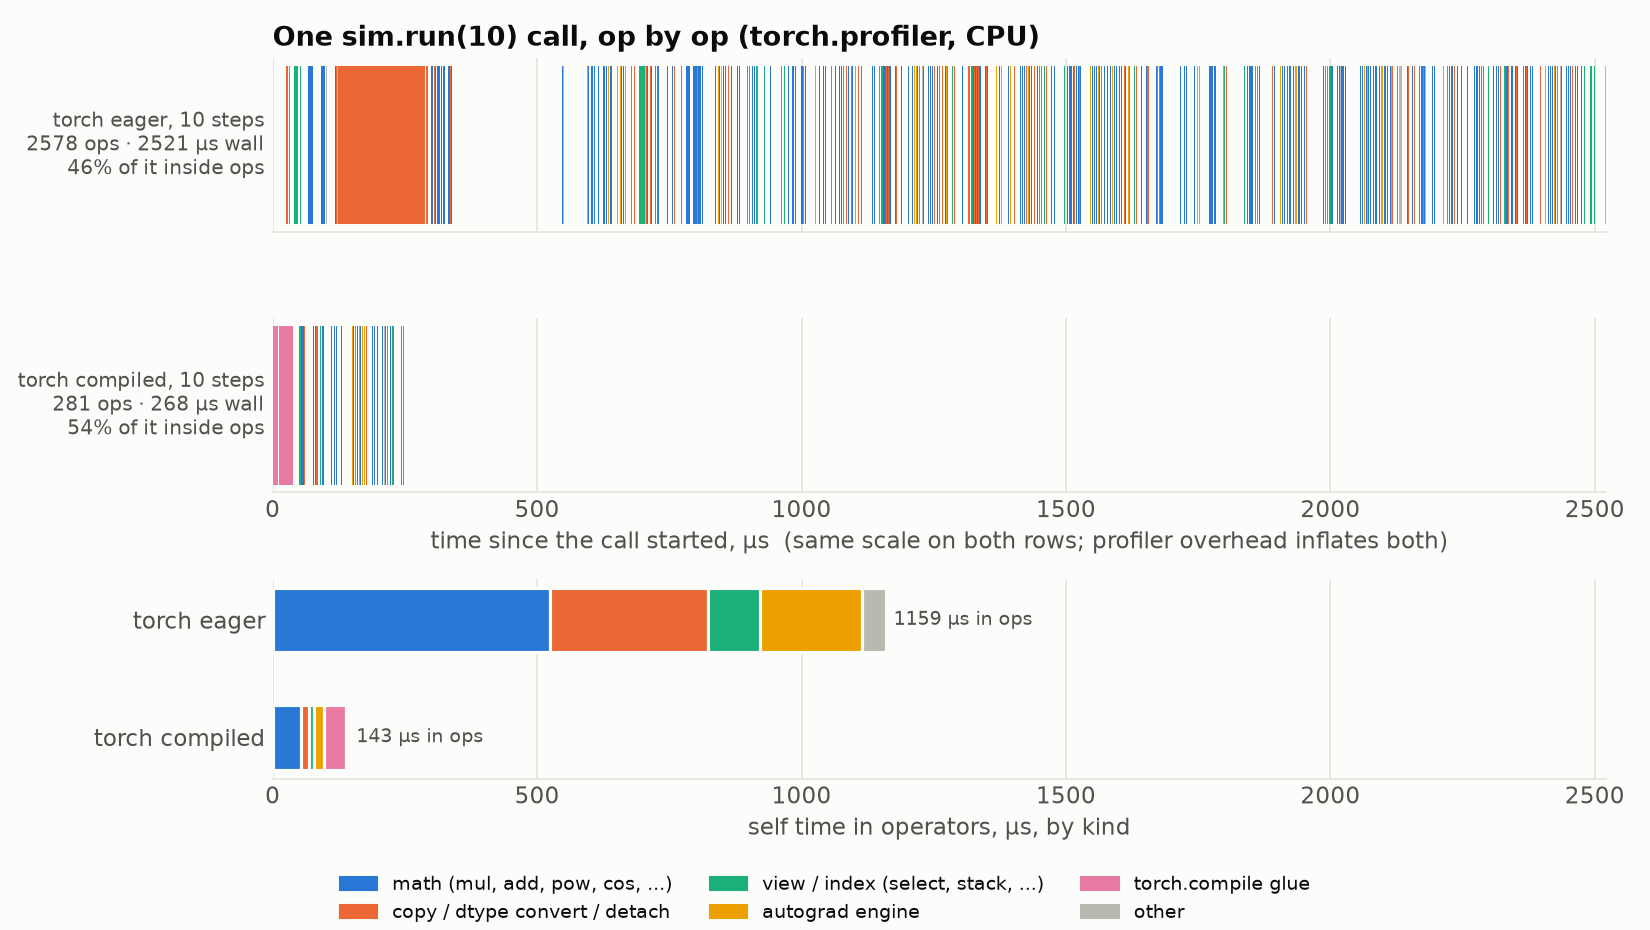 One sim.run(10) call, op by op (torch.profiler, CPU)
torch eager, 10 steps
2578 ops · 2521 µs wall
46% of it inside ops
torch compiled, 10 steps
281 ops · 268 µs wall
54% of it inside ops
0 500 1000 1500 2000 2500
time since the call started, µs (same scale on both rows; profiler overhead inflates both)
torch eager
1159 µs in ops
torch compiled
143 µs in ops
0 500 1000 1500 2000 2500
self time in operators, µs, by kind
math (mul, add, pow, cos, ...)
copy / dtype convert / detach
view / index (select, stack, ...)
autograd engine
torch.compile glue
other